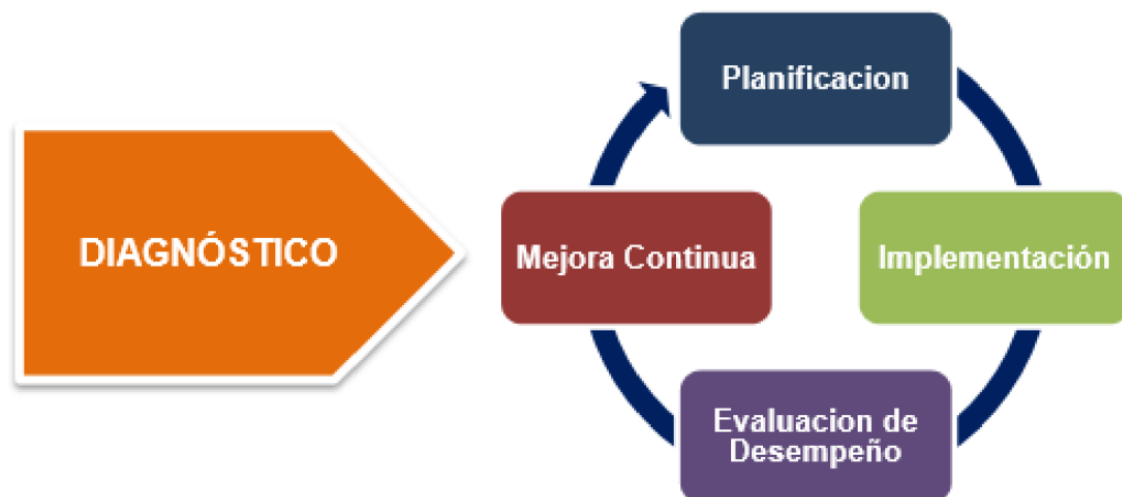 Planificacion
DIAGNÓSTICO
Mejora Continua
Implementación
Evaluacion de
Desempeño